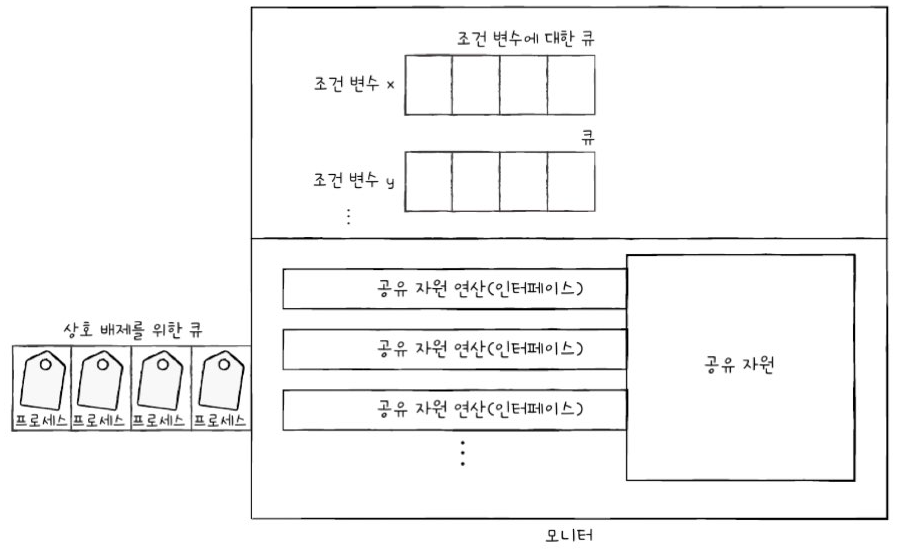 조건 변수에 대한 큐
조건 변수 x
큐
조건 변수 y
⋮
공유 자원 연산(인터페이스)
상호 배제를 위한 큐
공유 자원 연산(인터페이스)
공유 자원
공유 자원 연산(인터페이스)
프로세스 프로세스 프로세스 프로세스
⋮
모니터